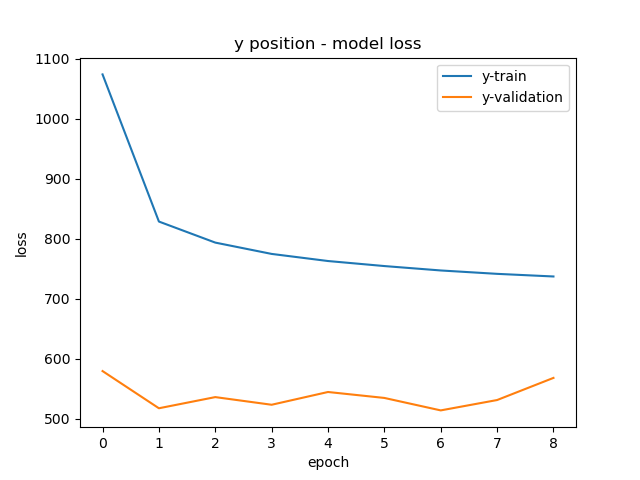 y position - model loss
y-train
y-validation
loss
1100
1000
900
800
700
600
500
0 1 2 3 4 5 6 7 8
epoch